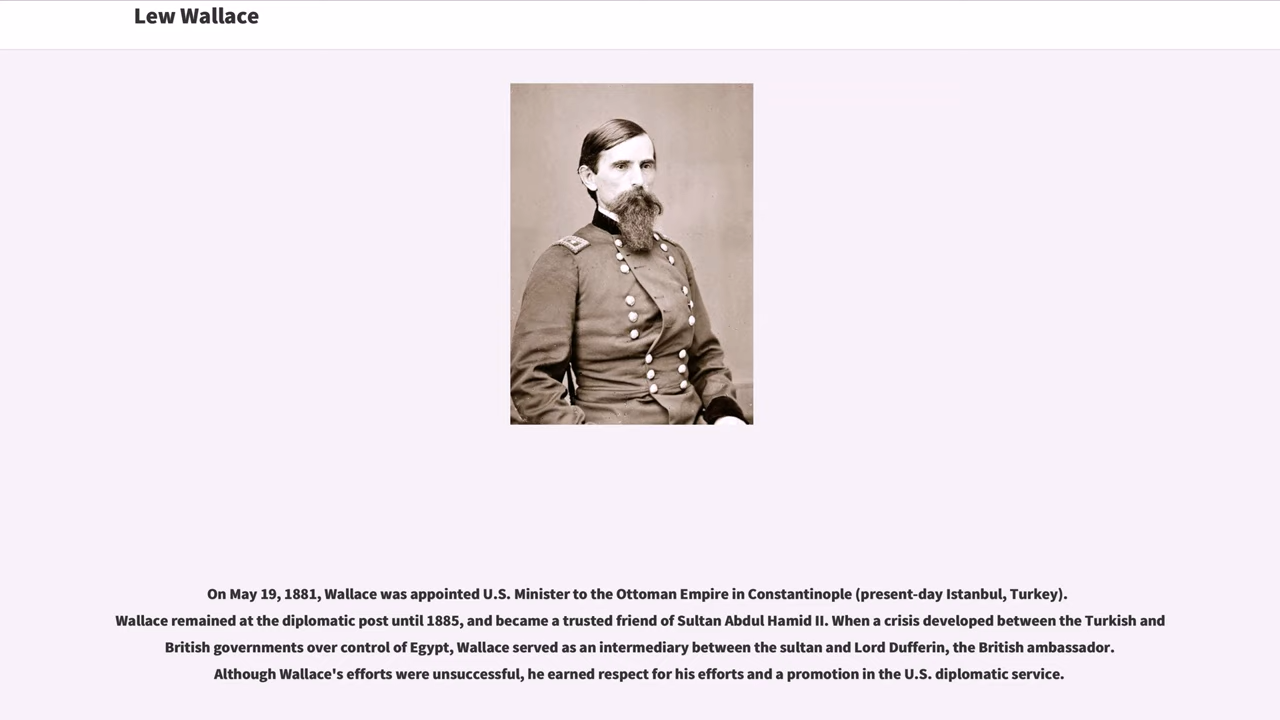 Lew Wallace
On May 19, 1881, Wallace was appointed U.S. Minister to the Ottoman Empire in Constantinople (present-day Istanbul, Turkey).
Wallace remained at the diplomatic post until 1885, and became a trusted friend of Sultan Abdul Hamid II. When a crisis developed between the Turkish and
British governments over control of Egypt, Wallace served as an intermediary between the sultan and Lord Dufferin, the British ambassador.
Although Wallace's efforts were unsuccessful, he earned respect for his efforts and a promotion in the U.S. diplomatic service.